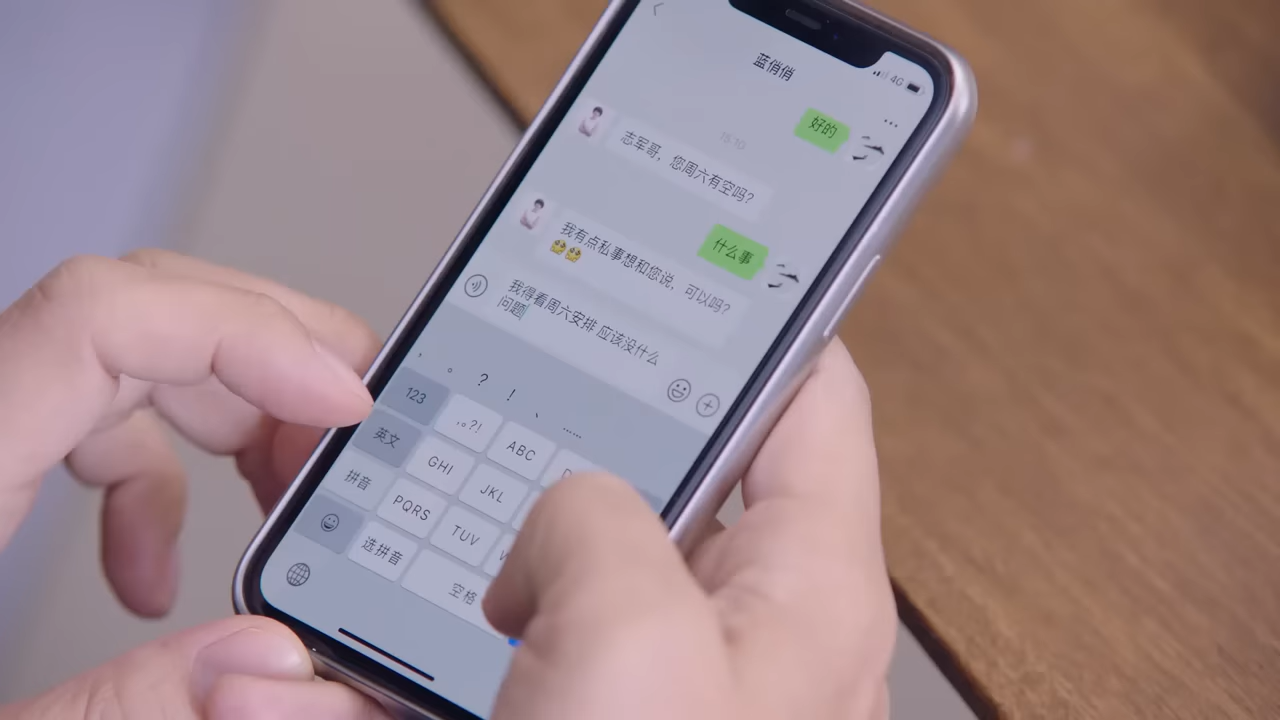 4G
蓝俏俏
...
好的
15:10
志军哥，您周六有空吗?
什么事
我有点私事想和您说，可以吗?
我得看周六安排 应该没什么
问题
， 。 ? ! 、 ……
123
,。?!
ABC
英文
GHI
JKL
拼音
PQRS
TUV
选拼音
空格